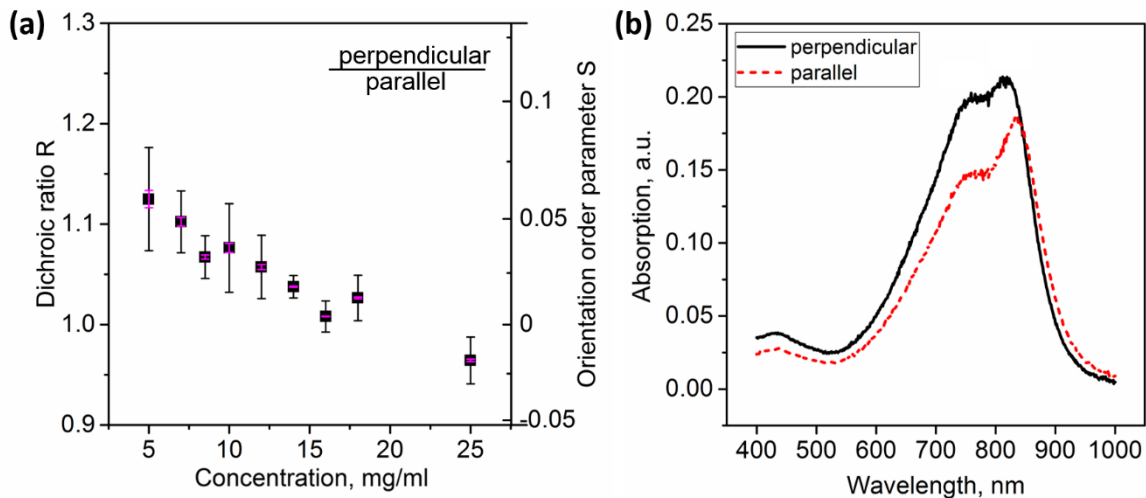 (a)
1.3
1.2
1.1
1.0
0.9
Dichroic ratio R
perpendicular
parallel
0.1
0.05
0
-0.05
Orientation order parameter S
5 10 15 20 25
Concentration, mg/ml
(b)
0.25
0.20
0.15
0.10
0.05
0.00
Absorption, a.u.
perpendicular
parallel
400 500 600 700 800 900 1000
Wavelength, nm